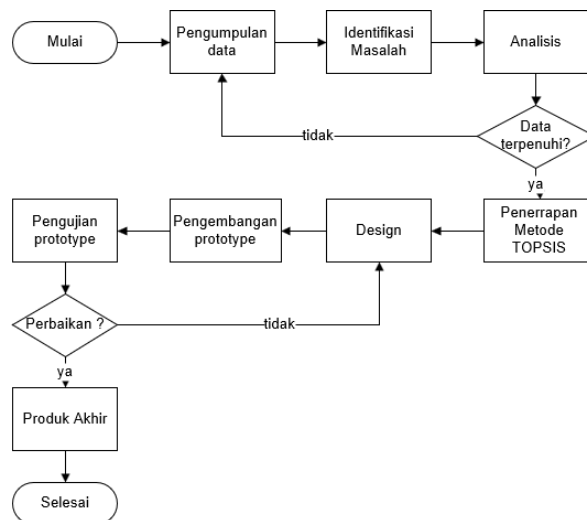 Mulai
Pengumpulan
data
Identifikasi
Masalah
Analisis
Data
terpenuhi?
tidak
ya
Penerrapan
Metode
TOPSIS
Design
Pengembangan
prototype
Pengujian
prototype
Perbaikan ?
tidak
ya
Produk Akhir
Selesai